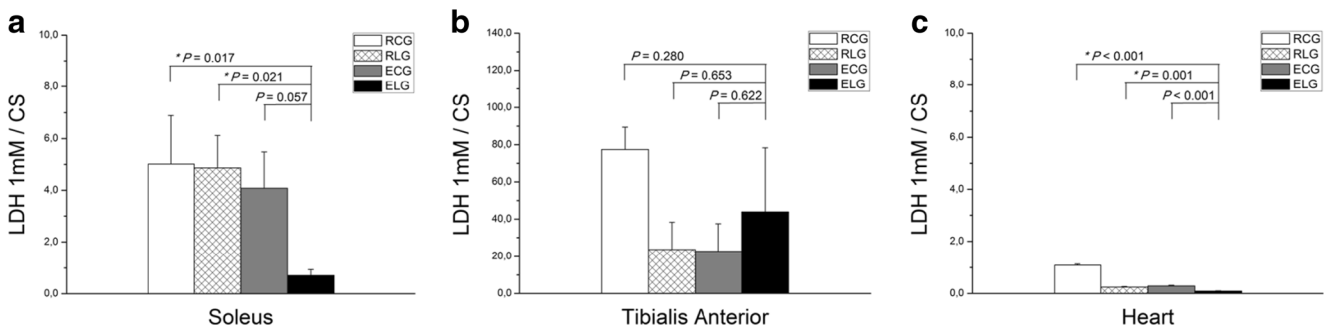 a
LDH 1mM / CS
10,0
8,0
6,0
4,0
2,0
0,0
RCG
RLG
ECG
ELG
* P = 0.017
* P = 0.021
P = 0.057
Soleus
b
LDH 1mM / CS
140,0
120,0
100,0
80,0
60,0
40,0
20,0
0,0
RCG
RLG
ECG
ELG
P = 0.280
P = 0.653
P = 0.622
Tibialis Anterior
c
LDH 1mM / CS
10,0
8,0
6,0
4,0
2,0
0,0
RCG
RLG
ECG
ELG
* P < 0.001
* P = 0.001
P < 0.001
Heart